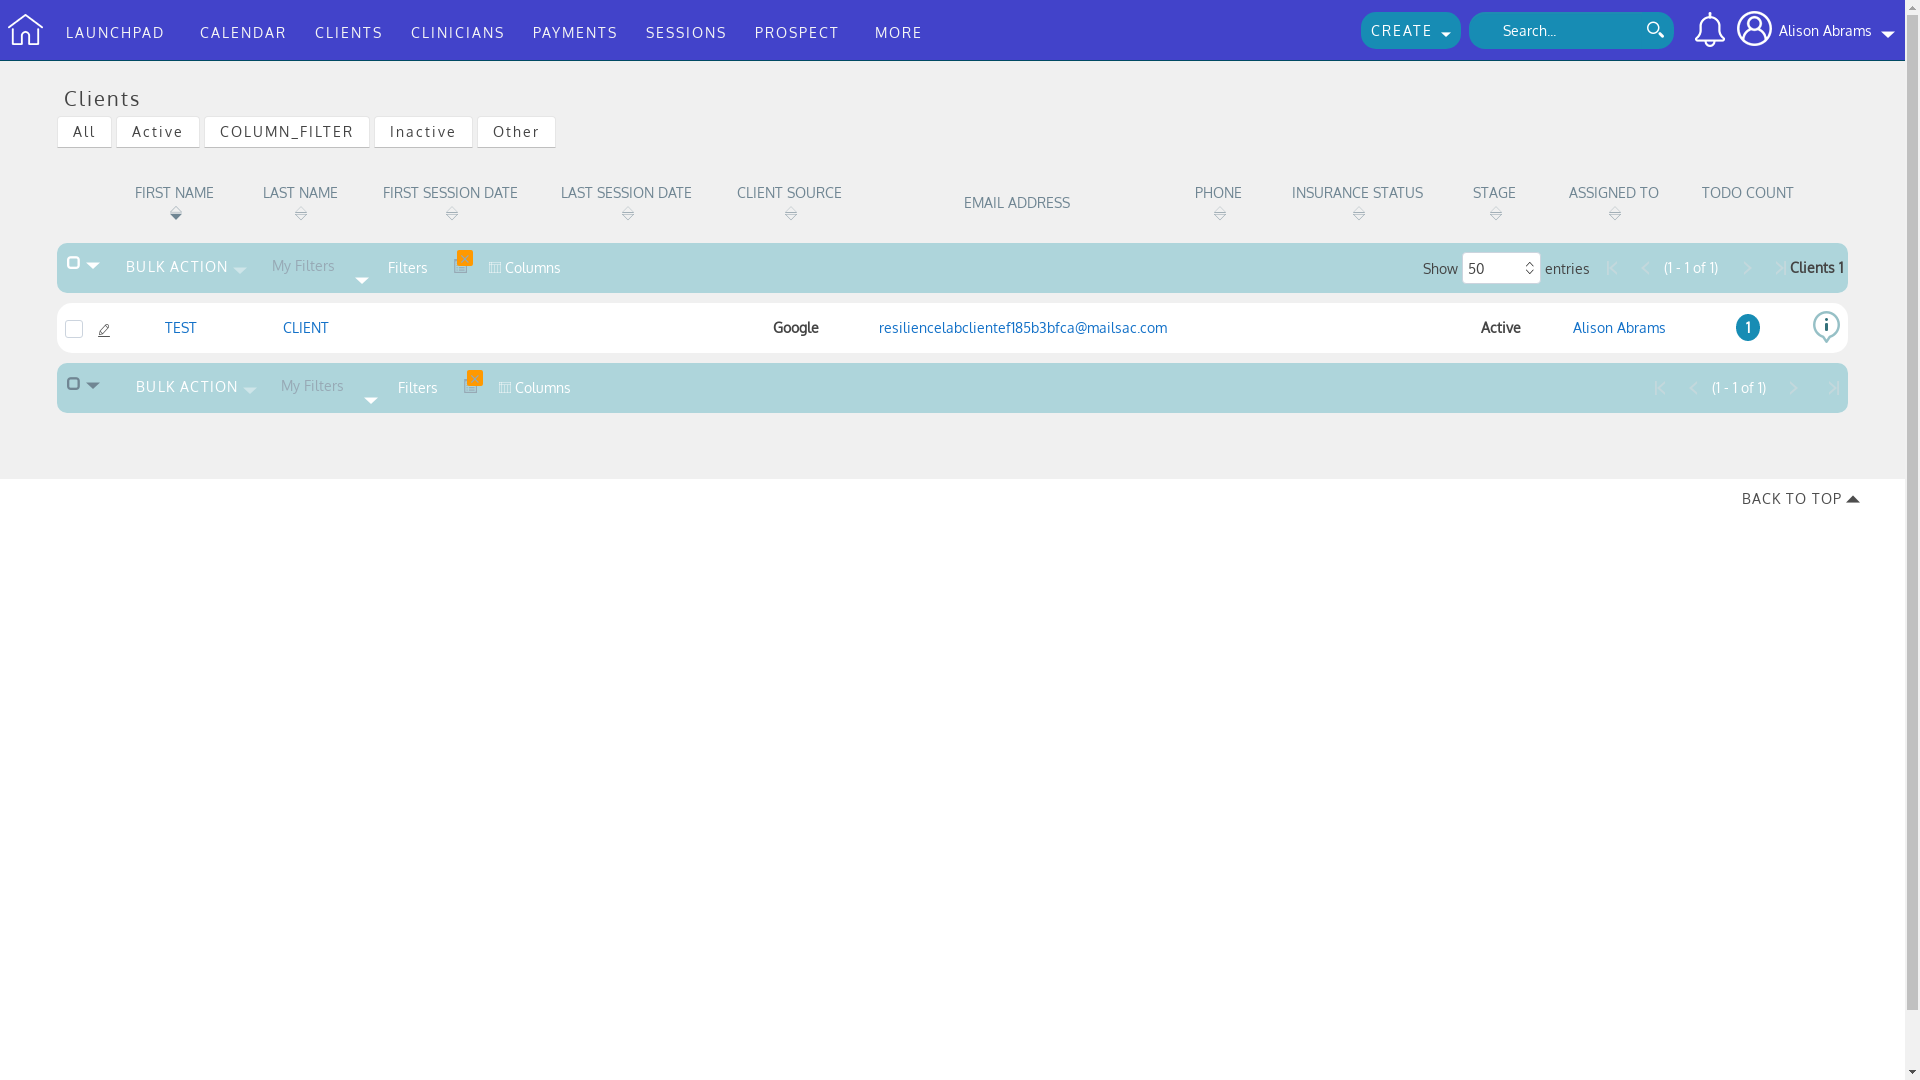 LAUNCHPAD CALENDAR CLIENTS CLINICIANS PAYMENTS SESSIONS PROSPECT MORE CREATE Search... Alison Abrams
Clients
All Active COLUMN_FILTER Inactive Other
FIRST NAME LAST NAME FIRST SESSION DATE LAST SESSION DATE CLIENT SOURCE EMAIL ADDRESS PHONE INSURANCE STATUS STAGE ASSIGNED TO TODO COUNT
BULK ACTION My Filters Filters Columns Show 50 entries (1 - 1 of 1) Clients 1
TEST CLIENT Google resiliencelabclientef185b3bfca@mailsac.com Active Alison Abrams 1
BULK ACTION My Filters Filters Columns (1 - 1 of 1)
BACK TO TOP